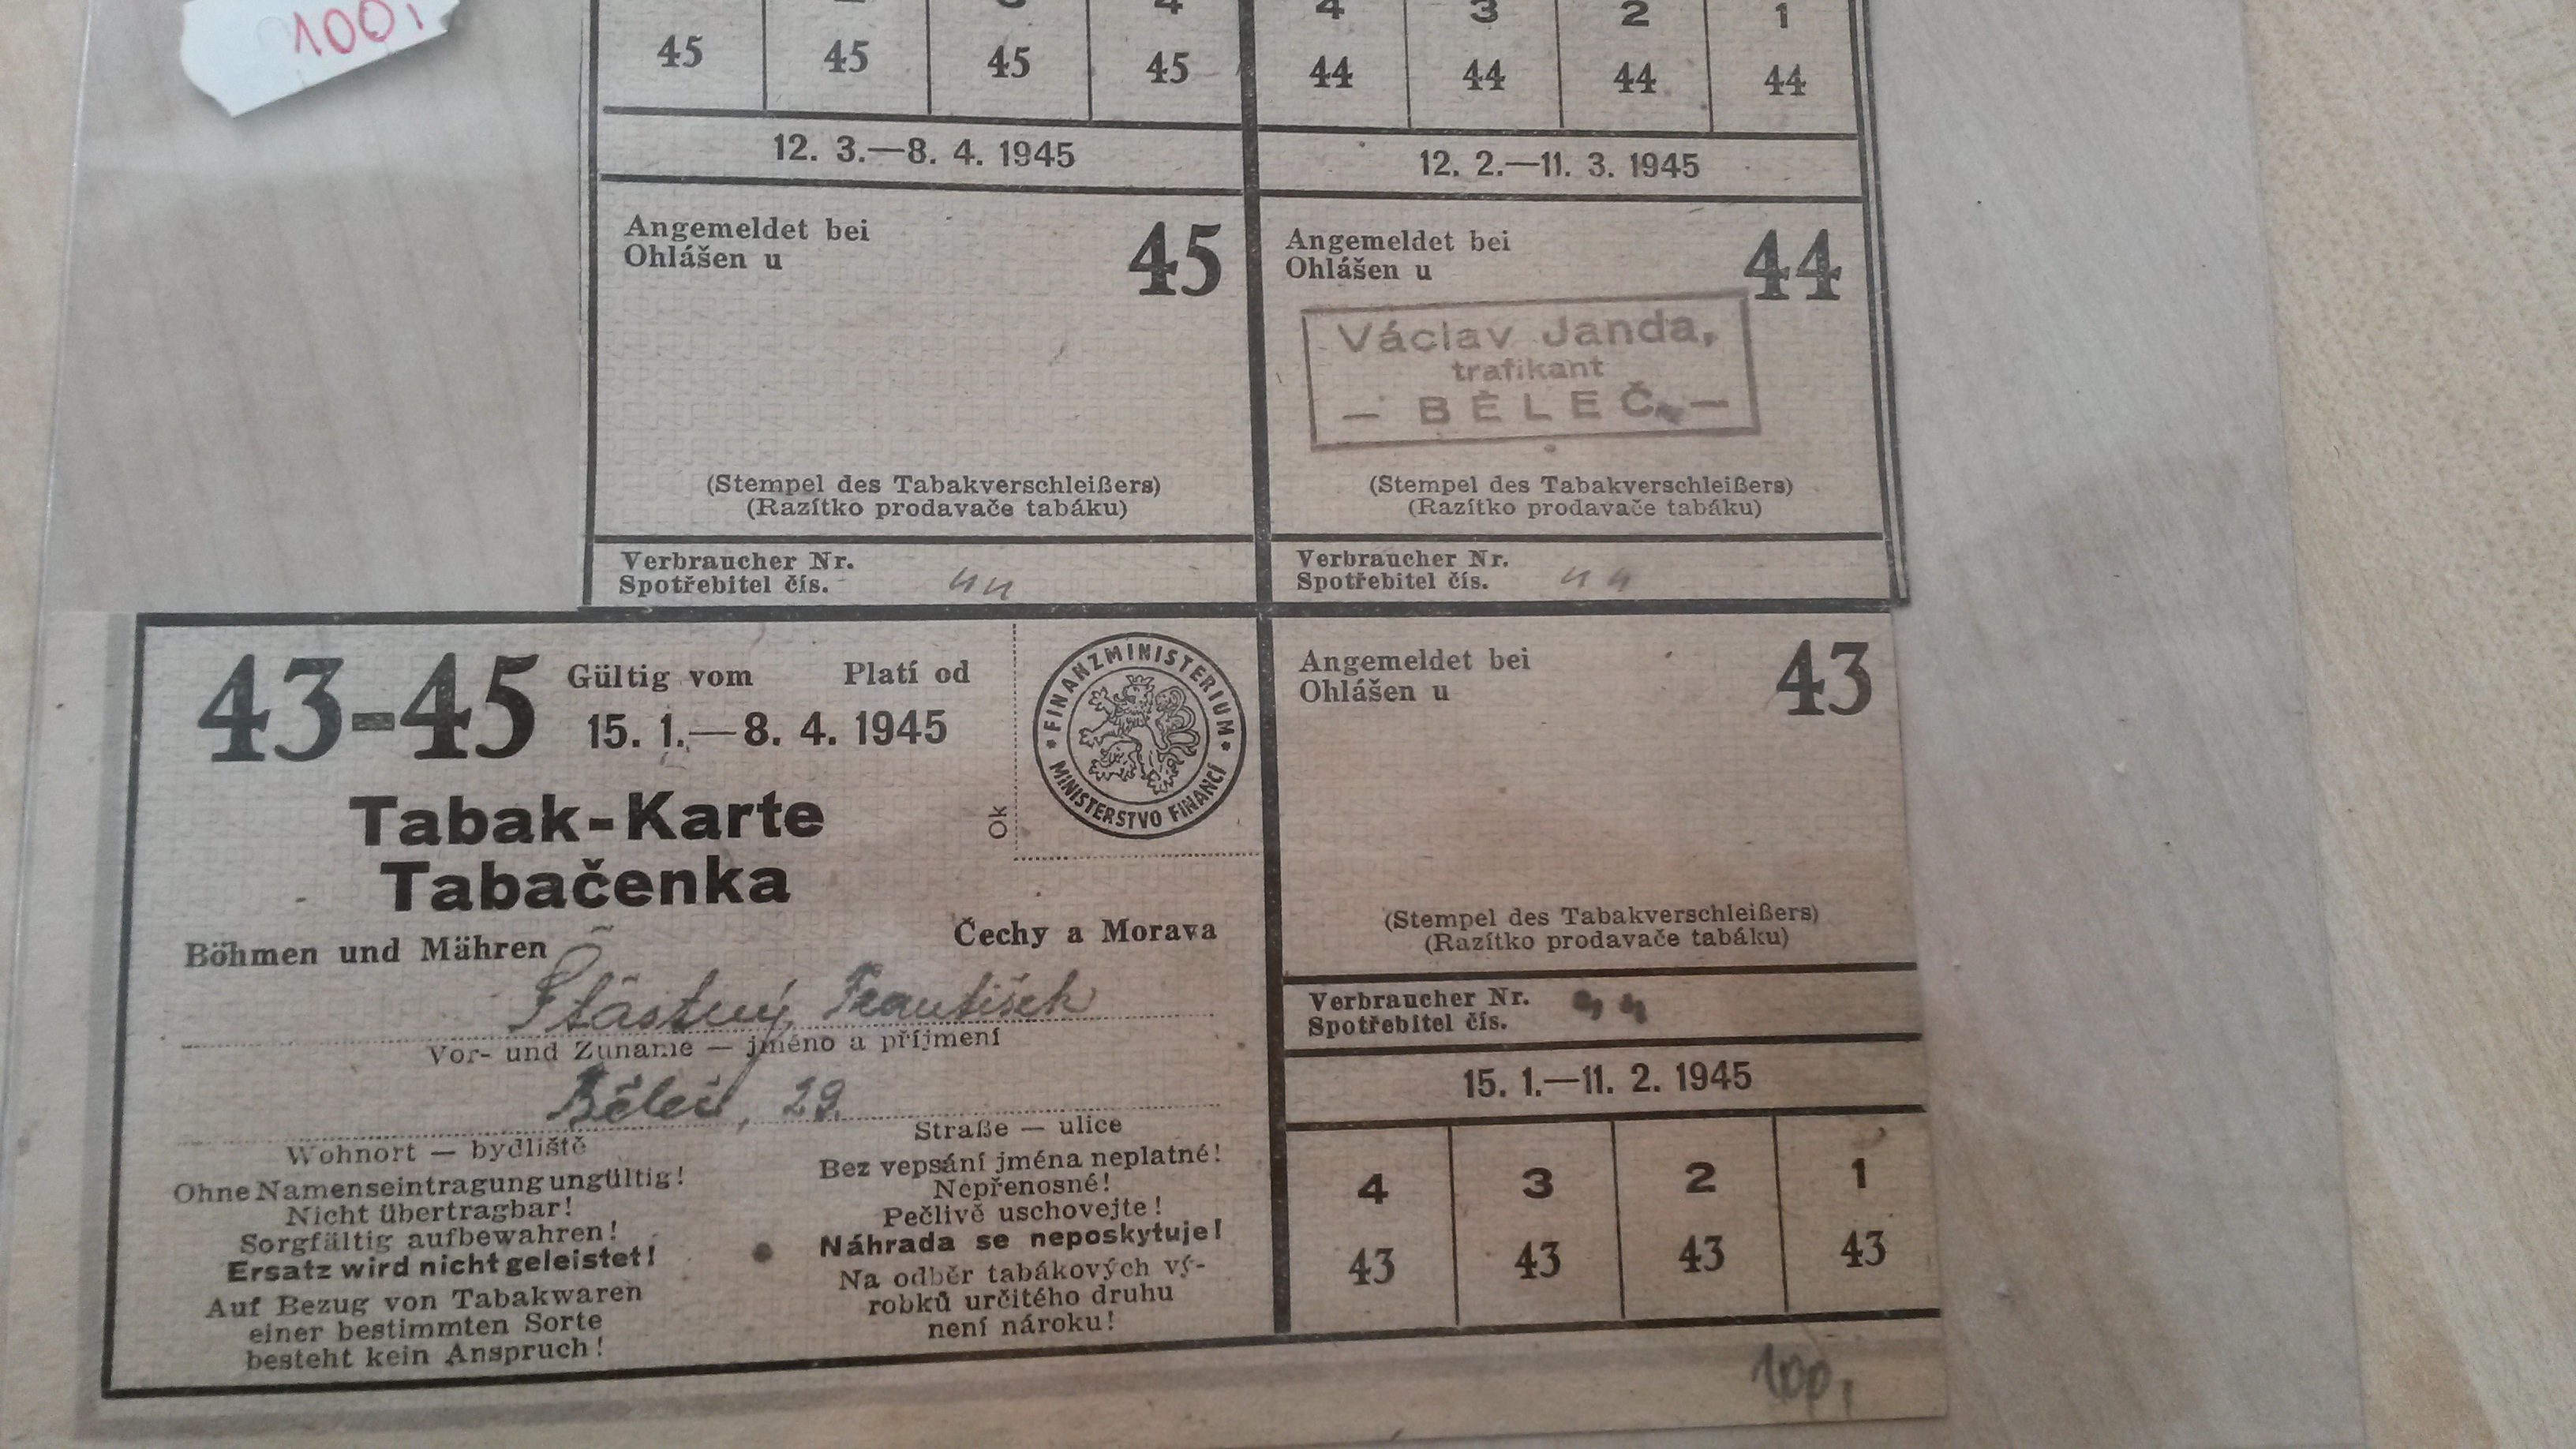 100,
2 3 4 4 3 2 1
45 45 45 45 44 44 44 44
12. 3.—8. 4. 1945
12. 2.—11. 3. 1945
Angemeldet bei
Ohlášen u
45
(Stempel des Tabakverschleißers)
(Razítko prodavače tabáku)
Verbraucher Nr.
Spotřebitel čís.
Angemeldet bei
Ohlášen u
44
Václav Janda,
trafikant
— BĚLEČ. —
(Stempel des Tabakverschleißers)
(Razítko prodavače tabáku)
Verbraucher Nr.
Spotřebitel čís.
43-45
Gültig vom Platí od
15. 1.—8. 4. 1945
FINANZMINISTERIUM
MINISTERSTVO FINANCÍ
Ok
Tabak-Karte
Tabačenka
Böhmen und Mähren
Čechy a Morava
Šťastný, František
Vor- und Zuname — jméno a příjmení
Běleč, 29.
Wohnort — bydliště
Straße — ulice
Ohne Namenseintragung ungültig!
Nicht übertragbar!
Sorgfältig aufbewahren!
Ersatz wird nicht geleistet!
Auf Bezug von Tabakwaren
einer bestimmten Sorte
besteht kein Anspruch!
Bez vepsání jména neplatné!
Nepřenosné!
Pečlivě uschovejte!
Náhrada se neposkytuje!
Na odběr tabákových vý-
robků určitého druhu
není nároku!
Angemeldet bei
Ohlášen u
43
(Stempel des Tabakverschleißers)
(Razítko prodavače tabáku)
Verbraucher Nr.
Spotřebitel čís.
15. 1.—11. 2. 1945
4 3 2 1
43 43 43 43
100,